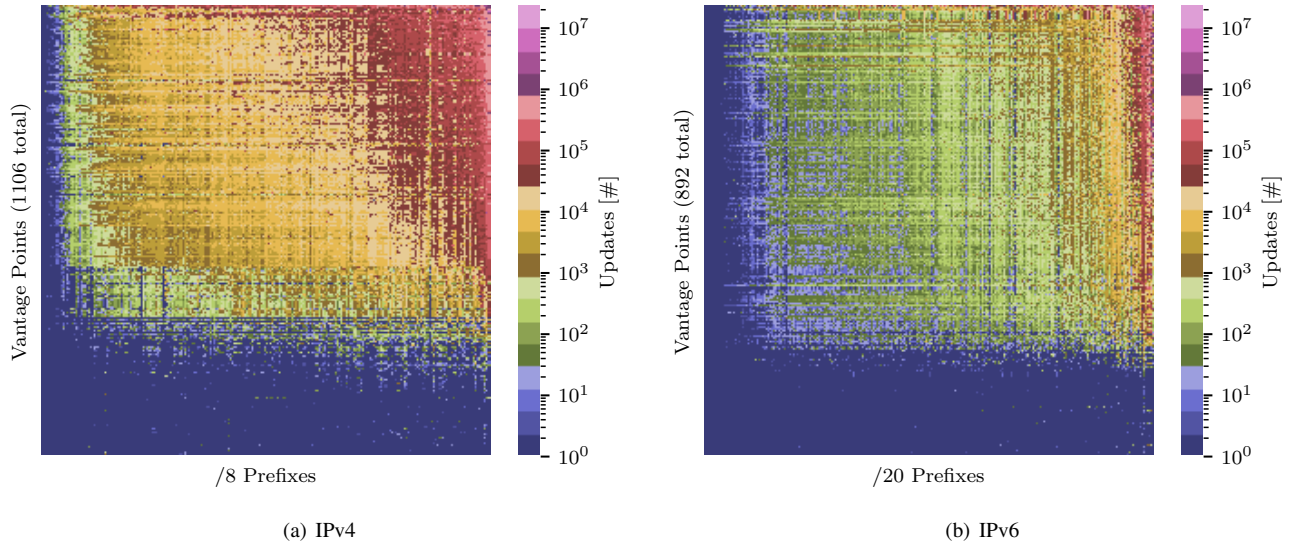 Vantage Points (1106 total)
/8 Prefixes
10^7
10^6
10^5
10^4
10^3
10^2
10^1
10^0
Updates [#]
(a) IPv4
Vantage Points (892 total)
/20 Prefixes
10^7
10^6
10^5
10^4
10^3
10^2
10^1
10^0
Updates [#]
(b) IPv6